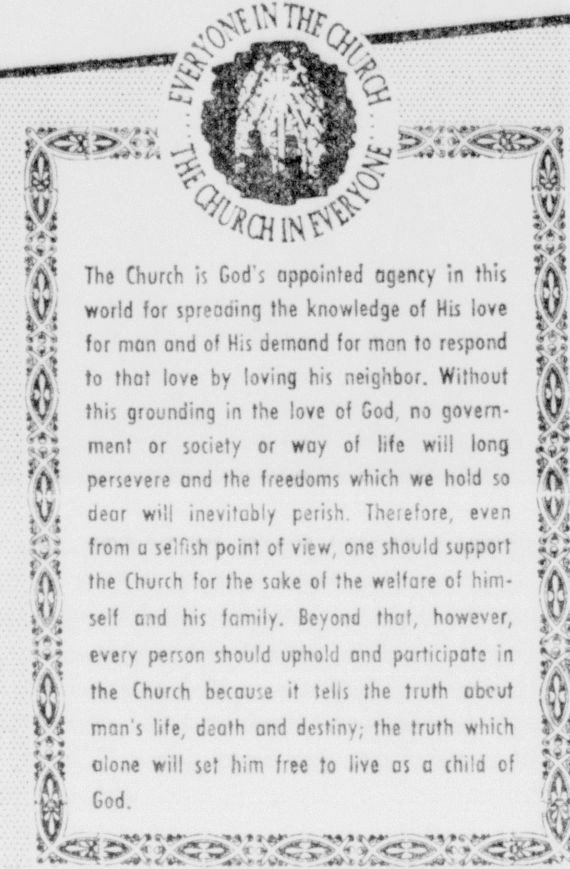 EVERYONE IN THE CHURCH
THE CHURCH IN EVERYONE
The Church is God's appointed agency in this
world for spreading the knowledge of His love
for man and of His demand for man to respond
to that love by loving his neighbor. Without
this grounding in the love of God, no govern-
ment or society or way of life will long
persevere and the freedoms which we hold so
dear will inevitably perish. Therefore, even
from a selfish point of view, one should support
the Church for the sake of the welfare of him-
self and his family. Beyond that, however,
every person should uphold and participate in
the Church because it tells the truth about
man's life, death and destiny; the truth which
alone will set him free to live as a child of
God.